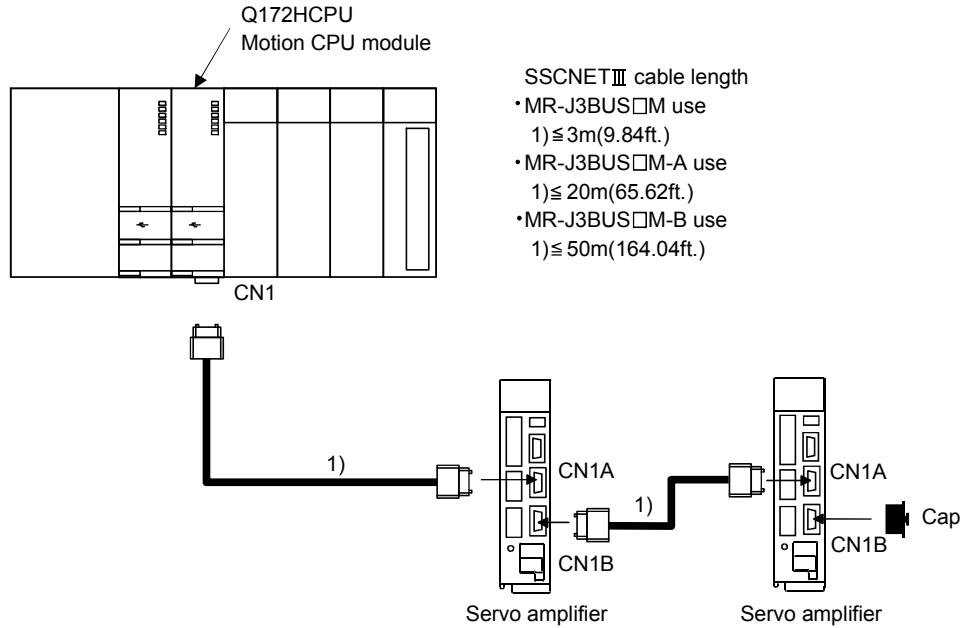 Q172HCPU
Motion CPU module
SSCNETⅢ cable length
・MR-J3BUS□M use
1)≦3m(9.84ft.)
・MR-J3BUS□M-A use
1)≦20m(65.62ft.)
・MR-J3BUS□M-B use
1)≦50m(164.04ft.)
CN1
1)
CN1A
CN1A
1)
Cap
CN1B
CN1B
Servo amplifier
Servo amplifier